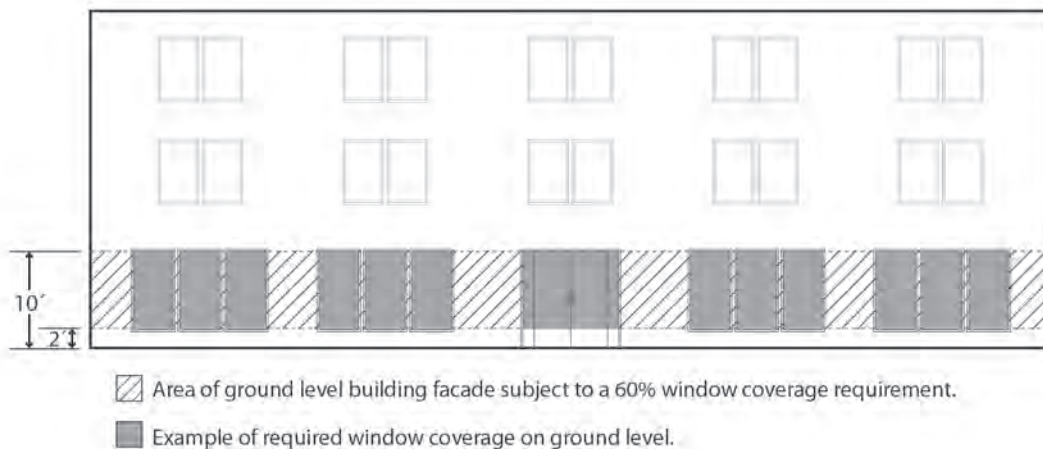 10´
2´
Area of ground level building facade subject to a 60% window coverage requirement.
Example of required window coverage on ground level.